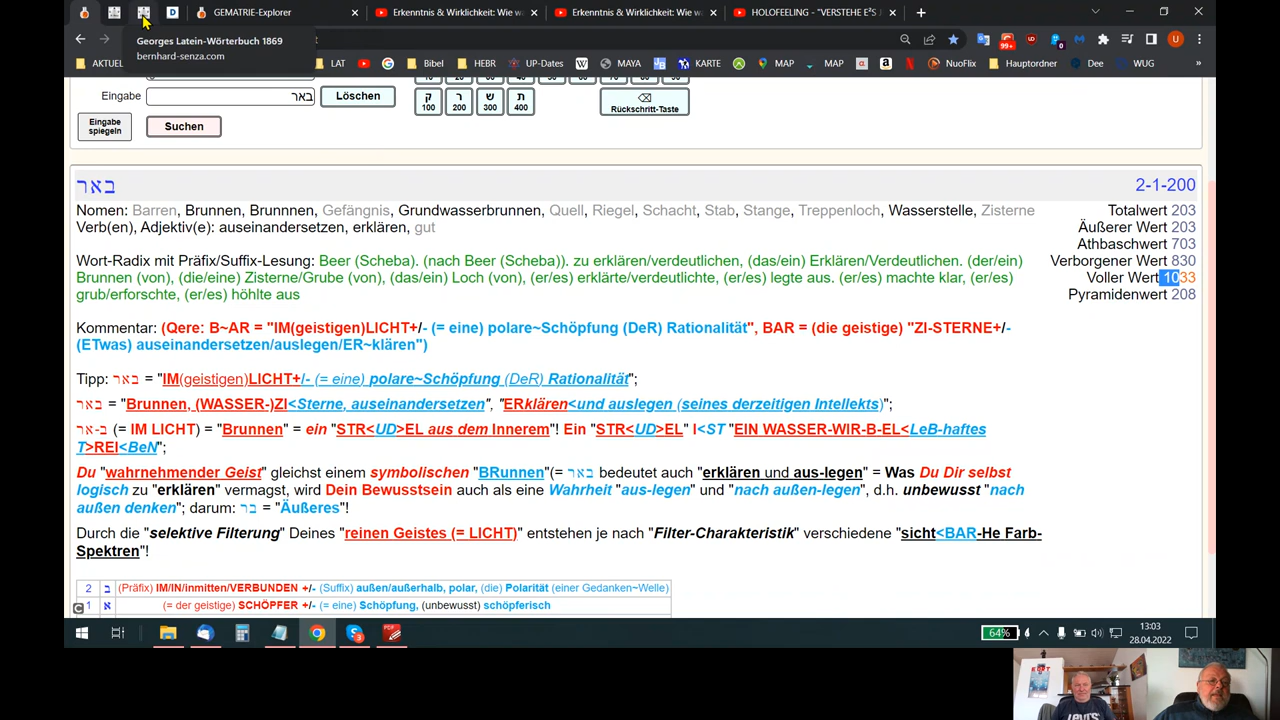 GEMATRIE-Explorer
Erkenntnis & Wirklichkeit: Wie w
Erkenntnis & Wirklichkeit: Wie w
HOLOFEELING - "VERSTEHE E²S
Georges Latein-Wörterbuch 1869
bernhard-senza.com
AKTUEL
LAT
Bibel
HEBR
UP-Dates
MAYA
KARTE
MAP
MAP
NuoFlix
Hauptordner
Dee
WUG
99+
Eingabe
באר
Löschen
ק 100
ר 200
ש 300
ת 400
Rückschritt-Taste
Eingabe spiegeln
Suchen
באר 2-1-200
Nomen: Barren, Brunnen, Brunnnen, Gefängnis, Grundwasserbrunnen, Quell, Riegel, Schacht, Stab, Stange, Treppenloch, Wasserstelle, Zisterne
Verb(en), Adjektiv(e): auseinandersetzen, erklären, gut
Totalwert 203
Äußerer Wert 203
Athbaschwert 703
Verborgener Wert 830
Voller Wert 1033
Pyramidenwert 208
Wort-Radix mit Präfix/Suffix-Lesung: Beer (Scheba). (nach Beer (Scheba). zu erklären/verdeutlichen, (das/ein) Erklären/Verdeutlichen. (der/ein)
Brunnen (von), (die/eine) Zisterne/Grube (von), (das/ein) Loch (von), (er/es) erklärte/verdeutlichte, (er/es) legte aus. (er/es) machte klar, (er/es)
grub/erforschte, (er/es) höhlte aus
Kommentar: (Qere: B~AR = "IM(geistigen)LICHT+/- (= eine) polare~Schöpfung (DeR) Rationalität", BAR = (die geistige) "ZI-STERNE+/-
(ETwas) auseinandersetzen/auslegen/ER~klären")
Tipp: באר = "IM(geistigen)LICHT+/- (= eine) polare~Schöpfung (DeR) Rationalität";
באר = "Brunnen, (WASSER-)ZI<Sterne, auseinandersetzen", "ERklären<und auslegen (seines derzeitigen Intellekts)";
ב-אר (= IM LICHT) = "Brunnen" = ein "STR<UD>EL aus dem Innerem"! Ein "STR<UD>EL" I<ST "EIN WASSER-WIR-B-EL<LeB-haftes
T>REI<BeN";
Du "wahrnehmender Geist" gleichst einem symbolischen "BRunnen"(= באר bedeutet auch "erklären und aus-legen" = Was Du Dir selbst
logisch zu "erklären" vermagst, wird Dein Bewusstsein auch als eine Wahrheit "aus-legen" und "nach außen-legen", d.h. unbewusst "nach
außen denken"; darum: בר = "Äußeres"!
Durch die "selektive Filterung" Deines "reinen Geistes (= LICHT)" entstehen je nach "Filter-Charakteristik" verschiedene "sicht<BAR-He Farb-
Spektren"!
2 ב (Präfix) IM/IN/inmitten/VERBUNDEN +/- (Suffix) außen/außerhalb, polar, (die) Polarität (einer Gedanken~Welle)
1 א (= der geistige) SCHÖPFER +/- (= eine) Schöpfung, (unbewusst) schöpferisch
64%
13:03
28.04.2022